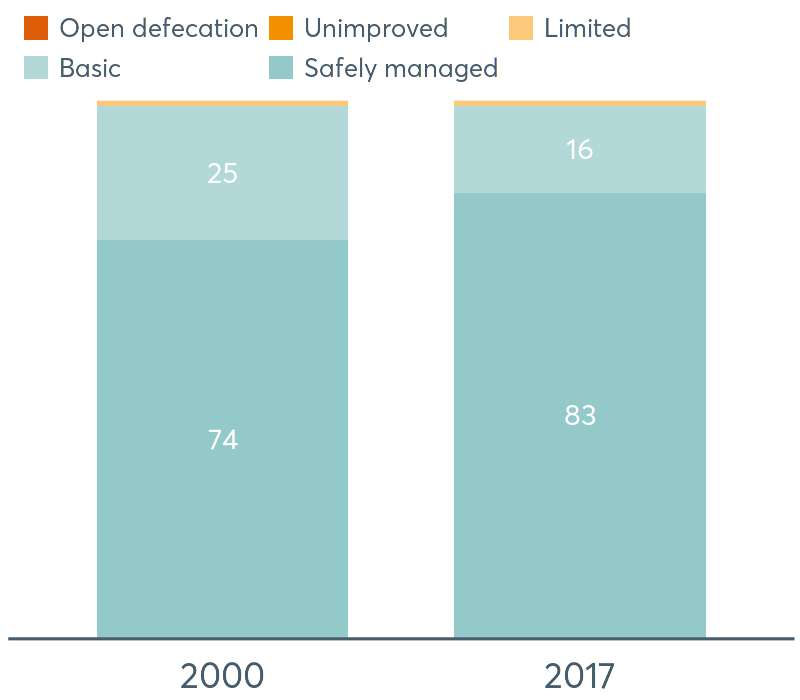 Open defecation Unimproved Limited
Basic Safely managed
25 16
74 83
2000 2017